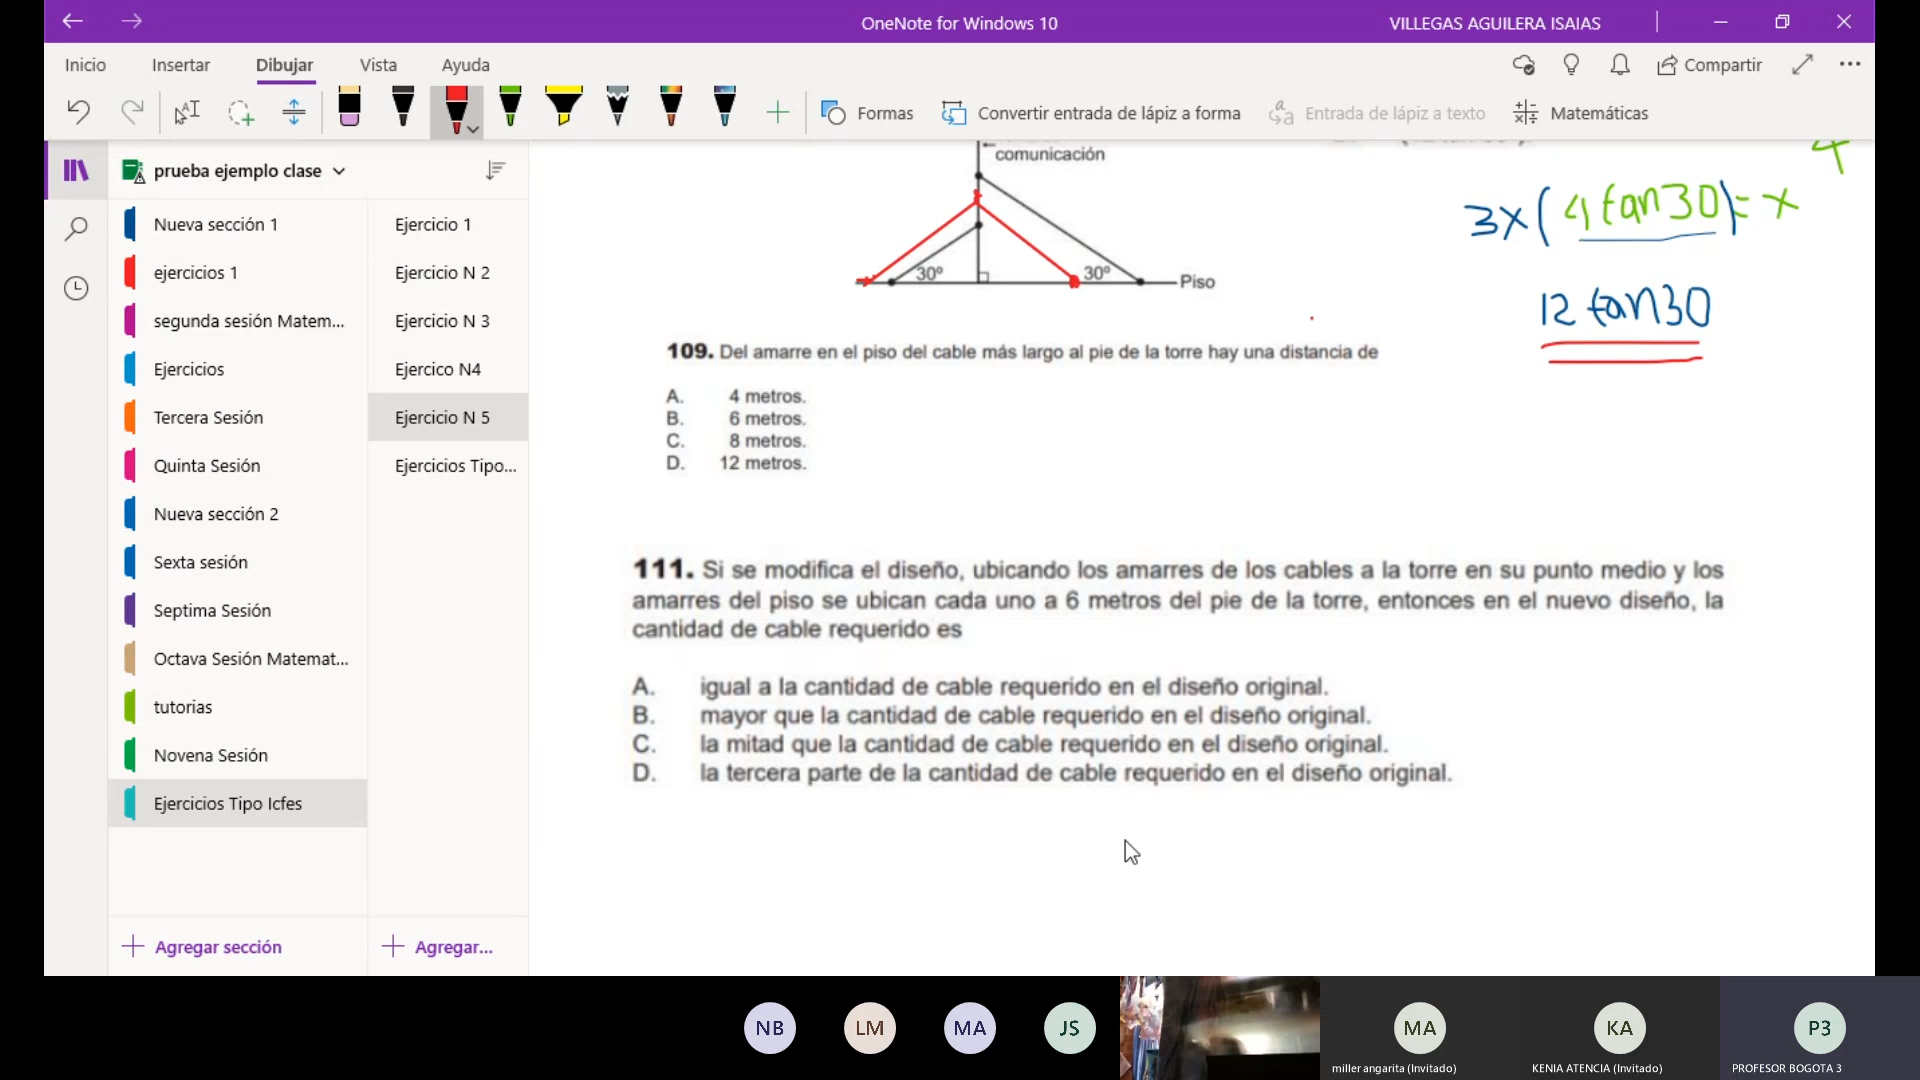 OneNote for Windows 10
VILLEGAS AGUILERA ISAIAS
Inicio
Insertar
Dibujar
Vista
Ayuda
Compartir
Formas
Convertir entrada de lápiz a forma
Entrada de lápiz a texto
Matemáticas
prueba ejemplo clase
Nueva sección 1
ejercicios 1
segunda sesión Matem...
Ejercicios
Tercera Sesión
Quinta Sesión
Nueva sección 2
Sexta sesión
Septima Sesión
Octava Sesión Matemat...
tutorias
Novena Sesión
Ejercicios Tipo Icfes
Agregar sección
Ejercicio 1
Ejercicio N 2
Ejercicio N 3
Ejercico N4
Ejercicio N 5
Ejercicios Tipo...
Agregar...
comunicación
30º
30º
Piso
4
3x(4tan30)=x
12 tan30
109. Del amarre en el piso del cable más largo al pie de la torre hay una distancia de
A. 4 metros.
B. 6 metros.
C. 8 metros.
D. 12 metros.
111. Si se modifica el diseño, ubicando los amarres de los cables a la torre en su punto medio y los
amarres del piso se ubican cada uno a 6 metros del pie de la torre, entonces en el nuevo diseño, la
cantidad de cable requerido es
A. igual a la cantidad de cable requerido en el diseño original.
B. mayor que la cantidad de cable requerido en el diseño original.
C. la mitad que la cantidad de cable requerido en el diseño original.
D. la tercera parte de la cantidad de cable requerido en el diseño original.
NB
LM
MA
JS
MA
miller angarita (Invitado)
KA
KENIA ATENCIA (Invitado)
P3
PROFESOR BOGOTA 3